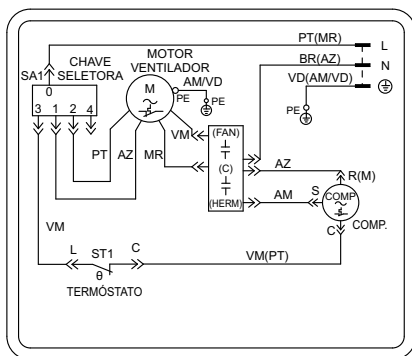 PT(MR)
L
BR(AZ)
N
VD(AM/VD)
PE
CHAVE
SELETORA
SA1
0
3 1 2 4
MOTOR
VENTILADOR
M
AM/VD
PE
PE
VM
PT
AZ
MR
(FAN)
(C)
(HERM)
AZ
R(M)
AM
S
COMP
COMP.
C
VM
L
ST1
C
VM(PT)
θ
TERMÓSTATO